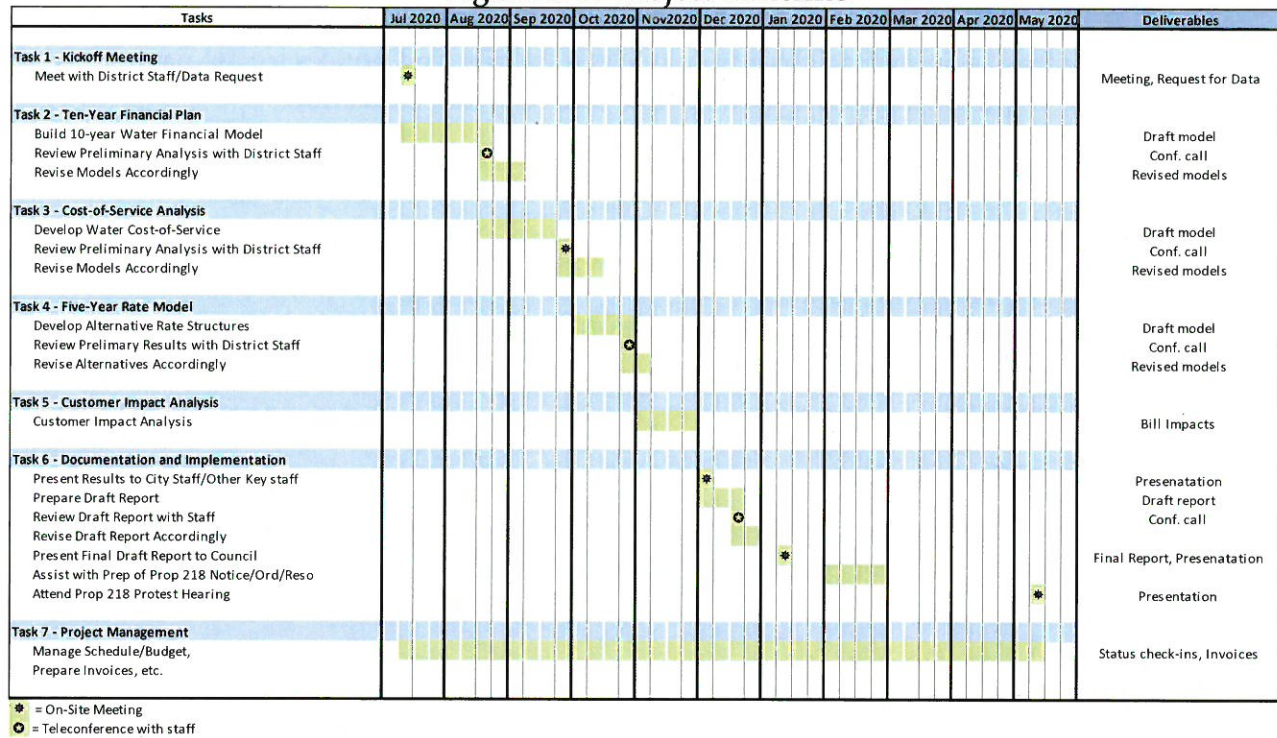 Tasks Jul 2020 Aug 2020 Sep 2020 Oct 2020 Nov2020 Dec 2020 Jan 2020 Feb 2020 Mar 2020 Apr 2020 May 2020 Deliverables
Task 1 - Kickoff Meeting
Meet with District Staff/Data Request Meeting, Request for Data
Task 2 - Ten-Year Financial Plan
Build 10-year Water Financial Model Draft model
Review Preliminary Analysis with District Staff Conf. call
Revise Models Accordingly Revised models
Task 3 - Cost-of-Service Analysis
Develop Water Cost-of-Service Draft model
Review Preliminary Analysis with District Staff Conf. call
Revise Models Accordingly Revised models
Task 4 - Five-Year Rate Model
Develop Alternative Rate Structures Draft model
Review Prelimary Results with District Staff Conf. call
Revise Alternatives Accordingly Revised models
Task 5 - Customer Impact Analysis
Customer Impact Analysis Bill Impacts
Task 6 - Documentation and Implementation
Present Results to City Staff/Other Key staff Presenatation
Prepare Draft Report Draft report
Review Draft Report with Staff Conf. call
Revise Draft Report Accordingly
Present Final Draft Report to Council Final Report, Presenatation
Assist with Prep of Prop 218 Notice/Ord/Reso
Attend Prop 218 Protest Hearing Presentation
Task 7 - Project Management
Manage Schedule/Budget, Status check-ins, Invoices
Prepare Invoices, etc.
= On-Site Meeting
= Teleconference with staff